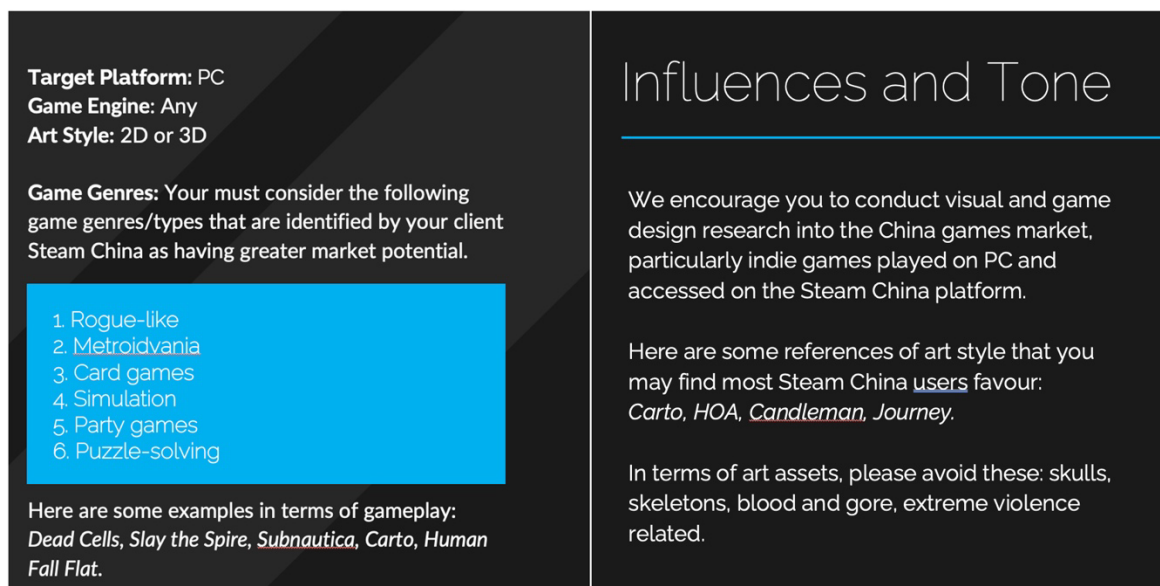 Target Platform: PC
Game Engine: Any
Art Style: 2D or 3D
Game Genres: Your must consider the following
game genres/types that are identified by your client
Steam China as having greater market potential.
1. Rogue-like
2. Metroidvania
3. Card games
4. Simulation
5. Party games
6. Puzzle-solving
Here are some examples in terms of gameplay:
Dead Cells, Slay the Spire, Subnautica, Carto, Human
Fall Flat.
Influences and Tone
We encourage you to conduct visual and game
design research into the China games market,
particularly indie games played on PC and
accessed on the Steam China platform.
Here are some references of art style that you
may find most Steam China users favour:
Carto, HOA, Candleman, Journey.
In terms of art assets, please avoid these: skulls,
skeletons, blood and gore, extreme violence
related.